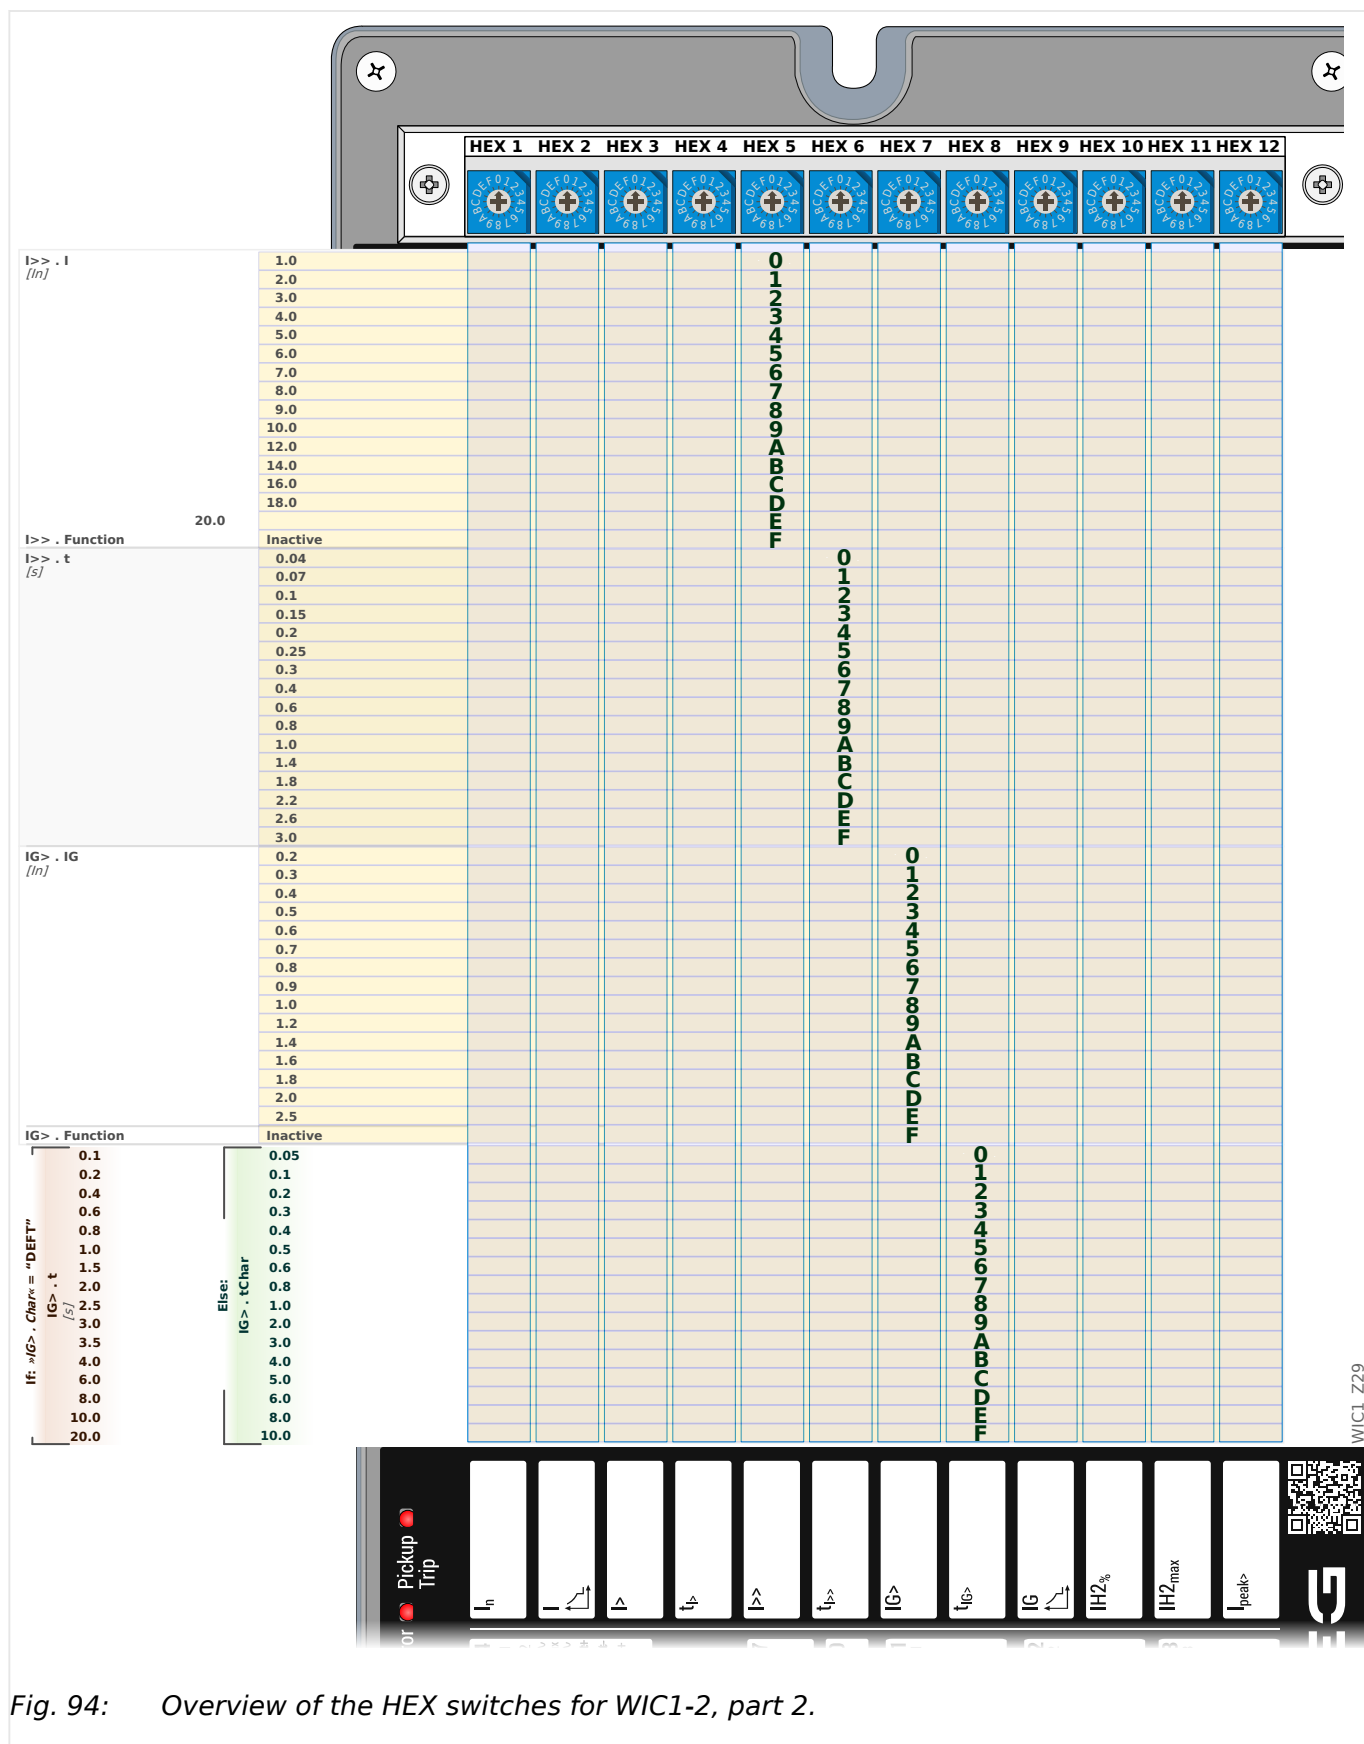 HEX 1 HEX 2 HEX 3 HEX 4 HEX 5 HEX 6 HEX 7 HEX 8 HEX 9 HEX 10 HEX 11 HEX 12
I>> . I 1.0 0
[In]
2.0 1
3.0 2
4.0 3
5.0 4
6.0 5
7.0 6
8.0 7
9.0 8
10.0 9
12.0 A
14.0 B
16.0 C
18.0 D
20.0 E
I>> . Function Inactive F
I>> . t 0.04 0
[s]
0.07 1
0.1 2
0.15 3
0.2 4
0.25 5
0.3 6
0.4 7
0.6 8
0.8 9
1.0 A
1.4 B
1.8 C
2.2 D
2.6 E
3.0 F
IG> . IG 0.2 0
[In]
0.3 1
0.4 2
0.5 3
0.6 4
0.7 5
0.8 6
0.9 7
1.0 8
1.2 9
1.4 A
1.6 B
1.8 C
2.0 D
2.5 E
IG> . Function Inactive F
If: »IG> . Char« = “DEFT”
IG> . t
[s]
Else:
IG> . tChar
0.1 0.05 0
0.2 0.1 1
0.4 0.2 2
0.6 0.3 3
0.8 0.4 4
1.0 0.5 5
1.5 0.6 6
2.0 0.8 7
2.5 1.0 8
3.0 2.0 9
3.5 3.0 A
4.0 4.0 B
6.0 5.0 C
8.0 6.0 D
10.0 8.0 E
20.0 10.0 F
WIC1 Z29
Pickup
Trip
or
In
I
I>
tI>
I>>
tI>>
IG>
tIG>
IG
IH2%
IH2max
Ipeak>
Fig. 94: Overview of the HEX switches for WIC1-2, part 2.